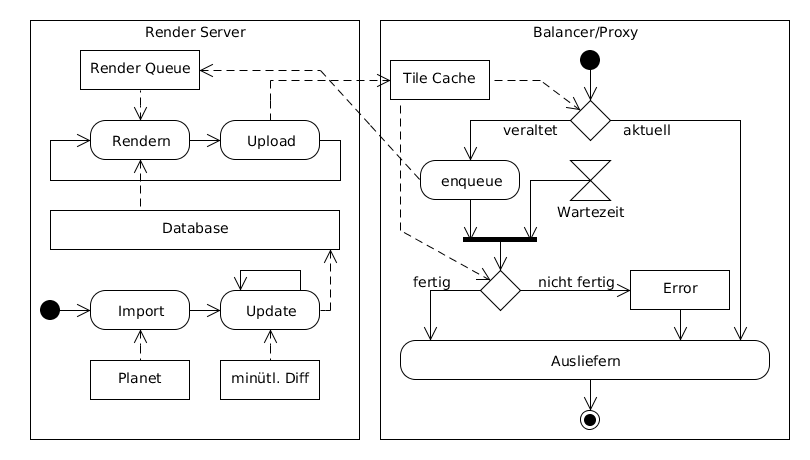 Render Server
Render Queue
Rendern
Upload
Database
Import
Update
Planet
minütl. Diff
Balancer/Proxy
Tile Cache
veraltet
aktuell
enqueue
Wartezeit
fertig
nicht fertig
Error
Ausliefern